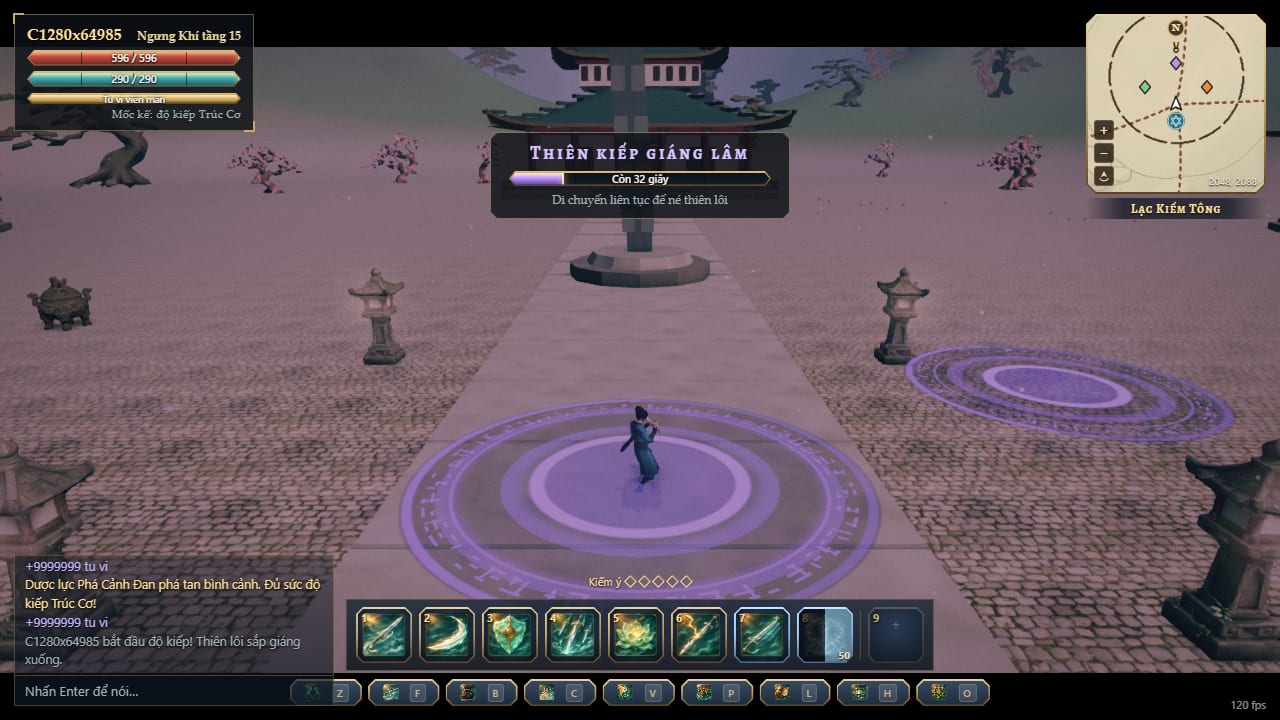 C1280x64985 Ngưng Khí tầng 15
596 / 596
290 / 290
Tu vi viên mãn
Mốc kế: độ kiếp Trúc Cơ
Thiên kiếp giáng lâm
Còn 32 giây
Di chuyển liên tục để né thiên lôi
N
+
−
2048, 2088
Lạc Kiếm Tông
+9999999 tu vi
Dược lực Phá Cảnh Đan phá tan bình cảnh. Đủ sức độ
kiếp Trúc Cơ!
+9999999 tu vi
C1280x64985 bắt đầu độ kiếp! Thiên lôi sắp giáng
xuống.
Nhấn Enter để nói...
Kiếm ý
1 2 3 4 5 6 7 8 9
+
50
Z F B C V P L H O
120 fps